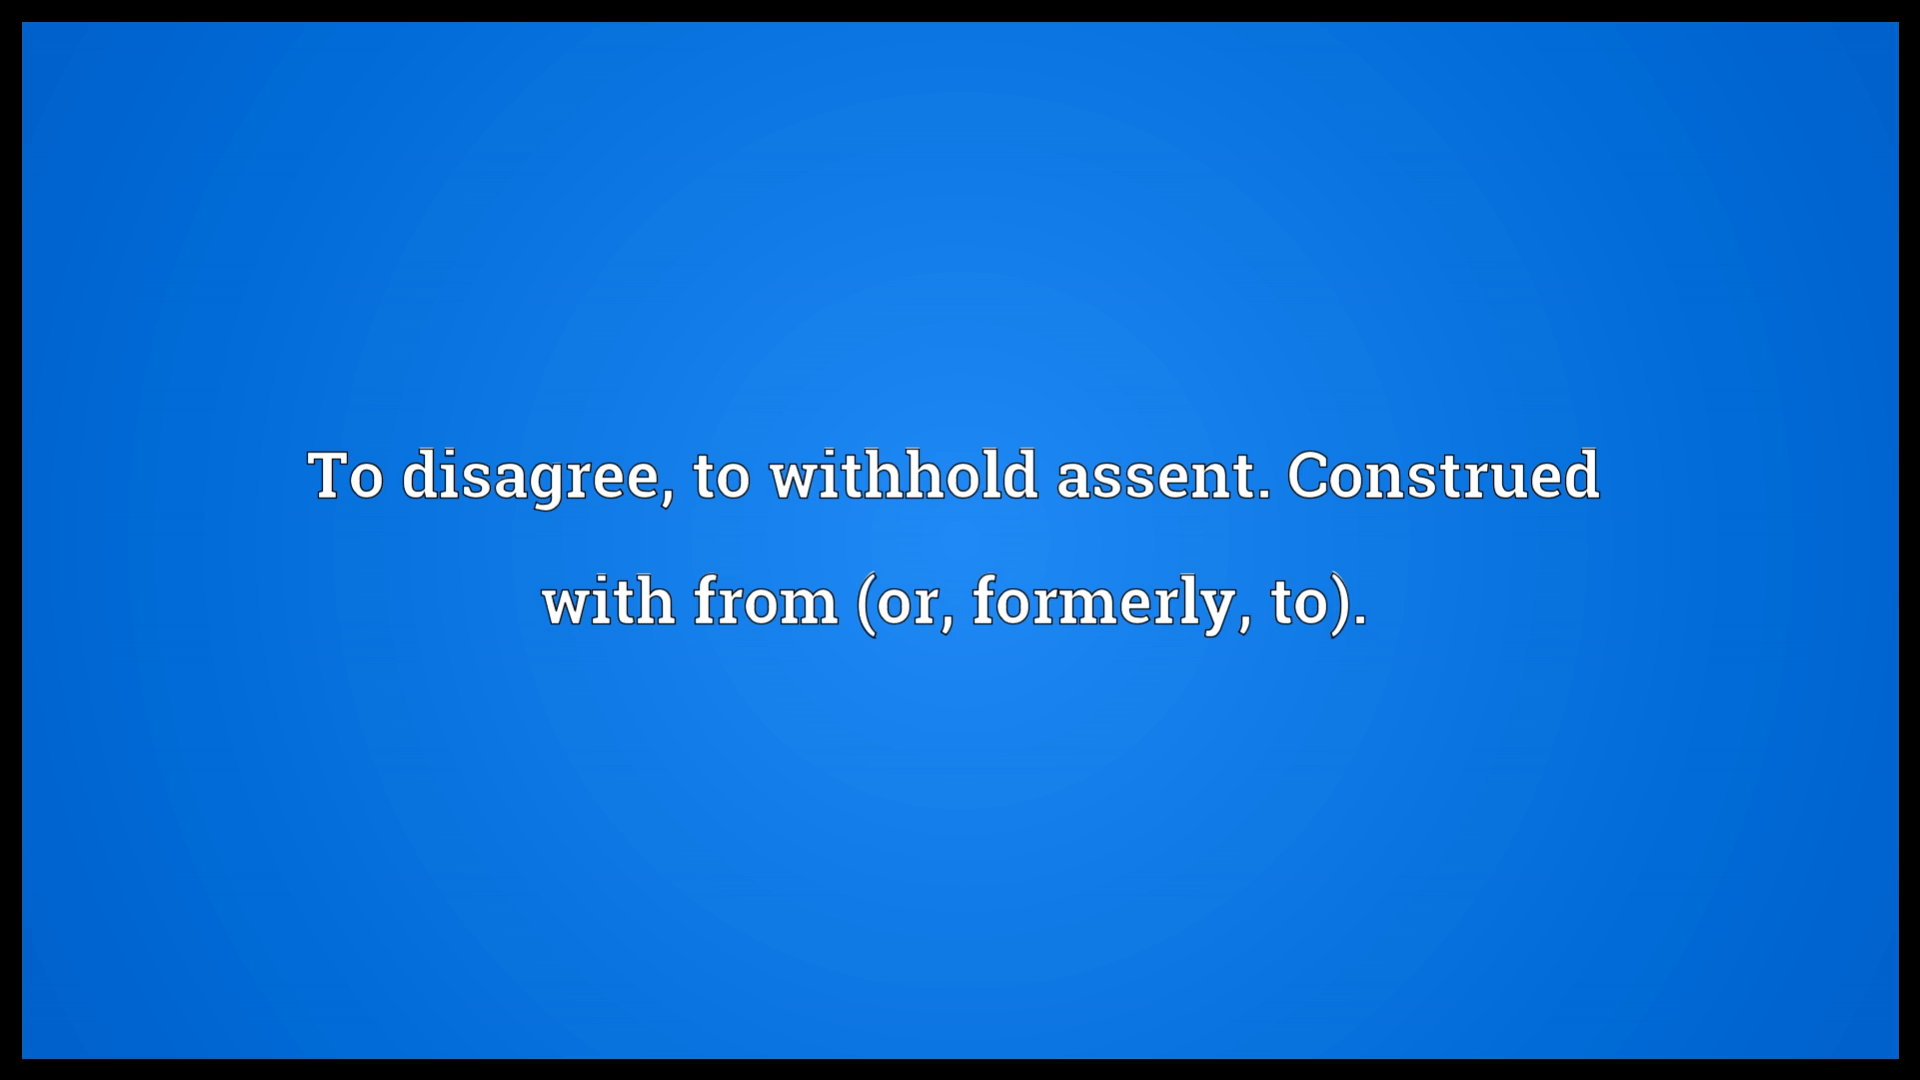 To disagree, to withhold assent. Construed
with from (or, formerly, to).